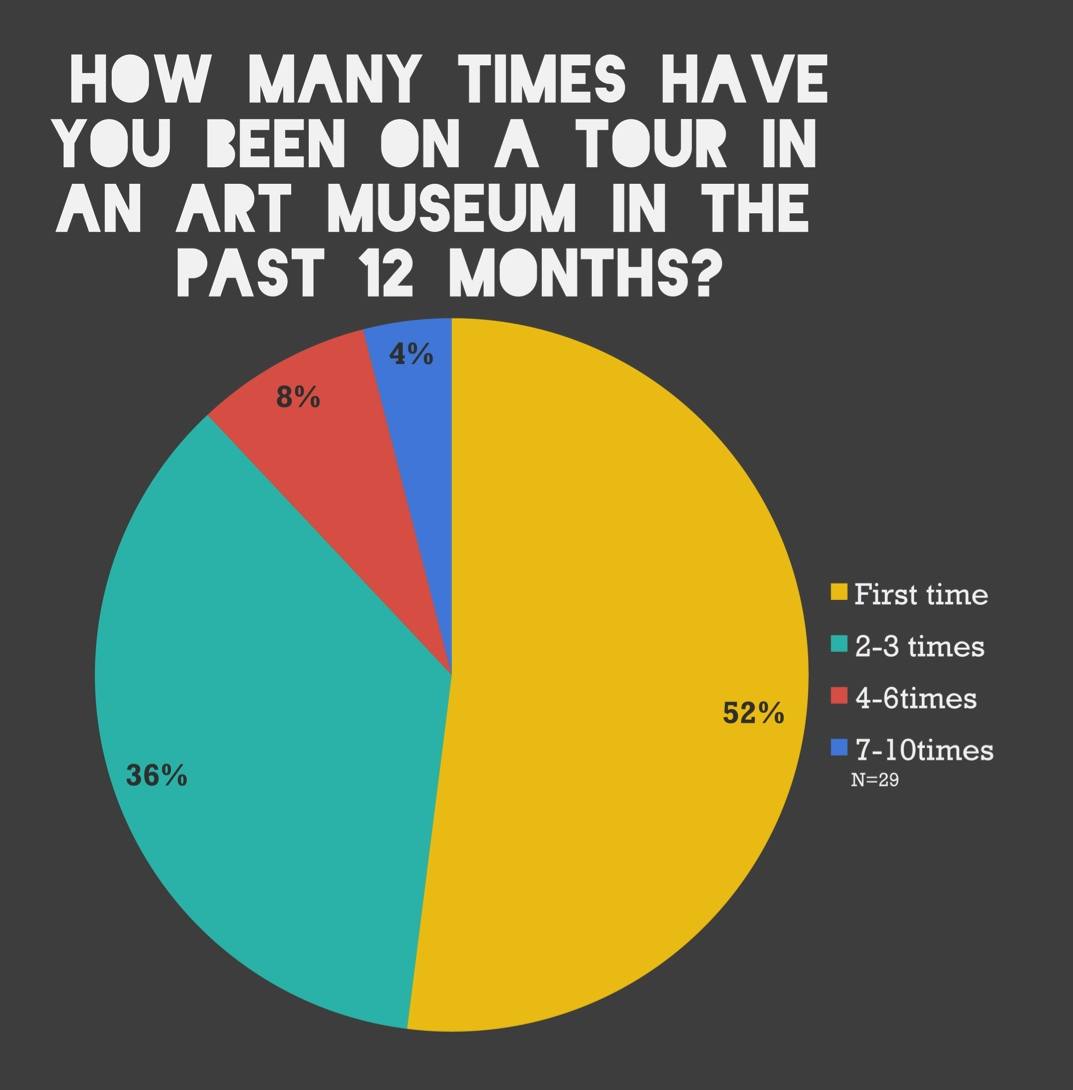 HOW MANY TIMES HAVE
YOU BEEN ON A TOUR IN
AN ART MUSEUM IN THE
PAST 12 MONTHS?
4%
8%
First time
2-3 times
4-6times
52%
7-10times
36%
N=29